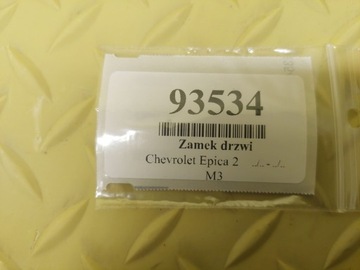 93534
Zamek drzwi
Chevrolet Epica 2 ../.. - ../..
M3